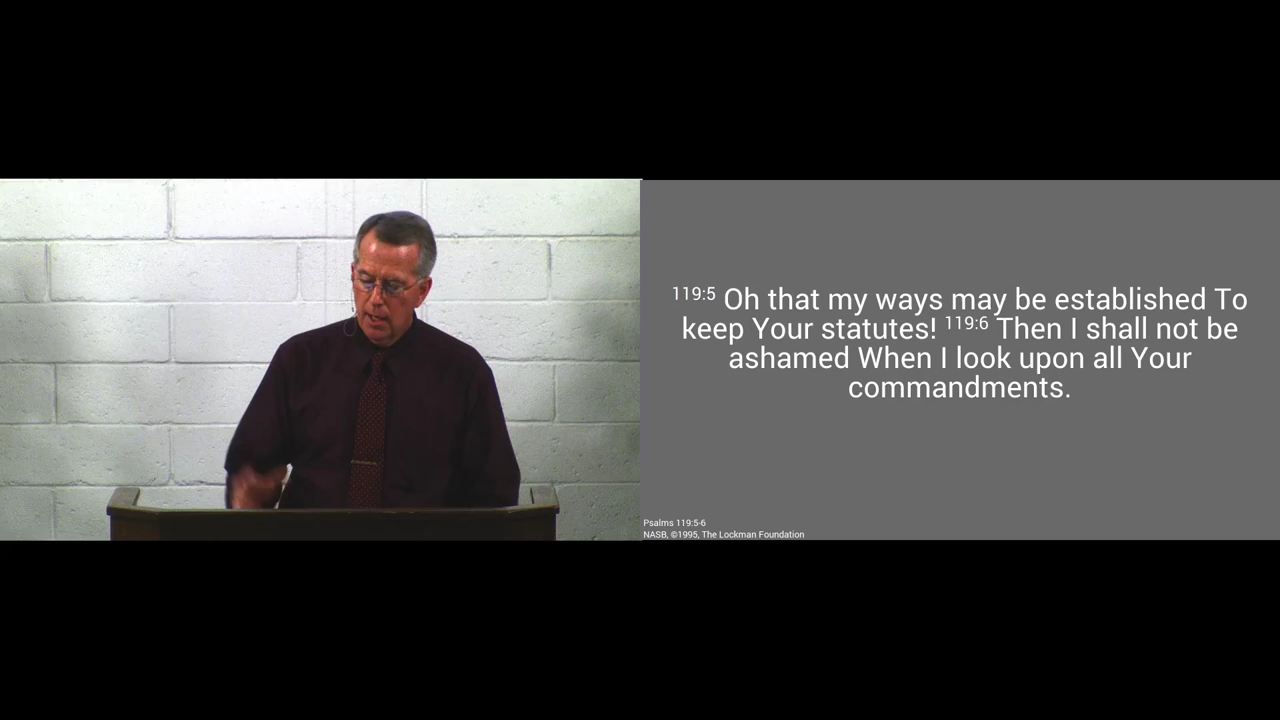 119:5 Oh that my ways may be established To
keep Your statutes! 119:6 Then I shall not be
ashamed When I look upon all Your
commandments.
Psalms 119:5-6
NASB, ©1995, The Lockman Foundation